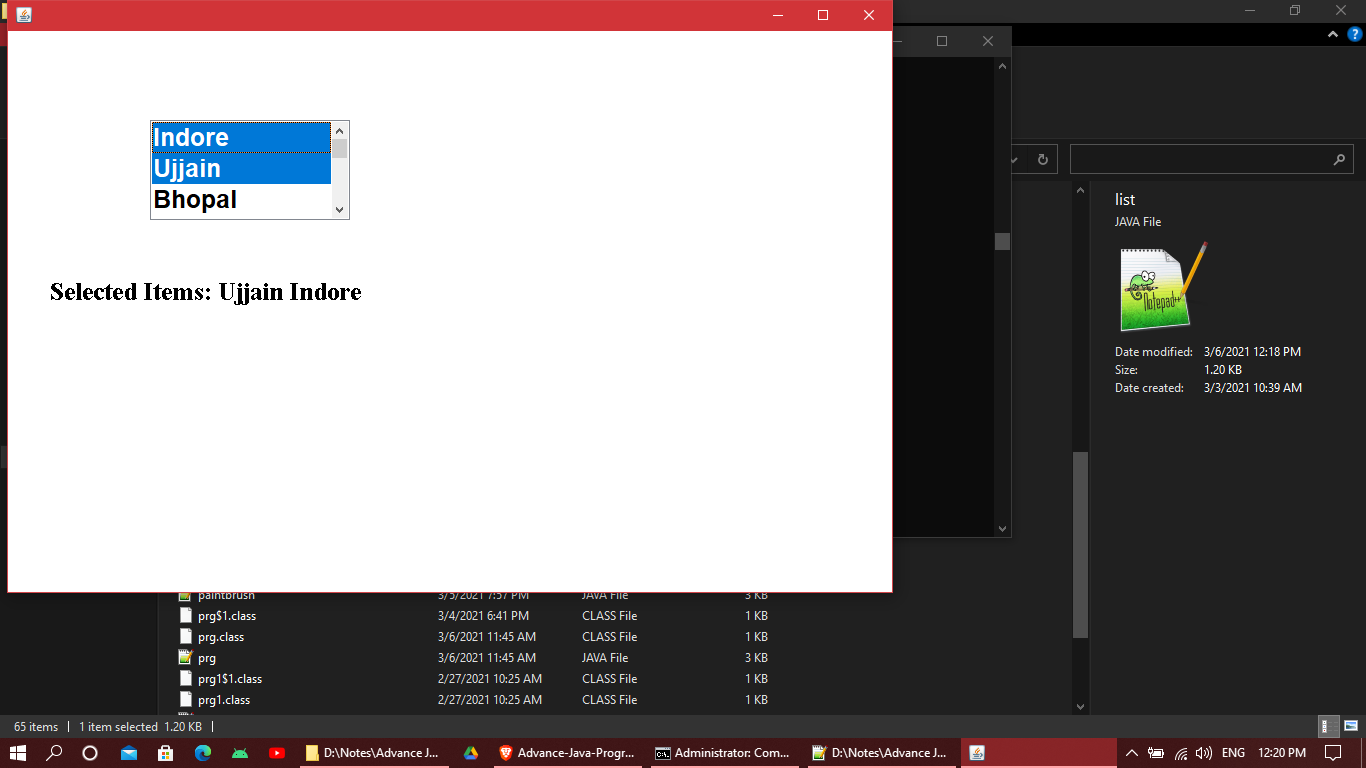 Indore
Ujjain
Bhopal
Selected Items: Ujjain Indore
list
JAVA File
Notepad++
Date modified: 3/6/2021 12:18 PM
Size: 1.20 KB
Date created: 3/3/2021 10:39 AM
paintbrush 3/5/2021 7:57 PM JAVA File 3 KB
prg$1.class 3/4/2021 6:41 PM CLASS File 1 KB
prg.class 3/6/2021 11:45 AM CLASS File 1 KB
prg 3/6/2021 11:45 AM JAVA File 3 KB
prg1$1.class 2/27/2021 10:25 AM CLASS File 1 KB
prg1.class 2/27/2021 10:25 AM CLASS File 1 KB
65 items 1 item selected 1.20 KB
D:\Notes\Advance J... Advance-Java-Progr... Administrator: Com... D:\Notes\Advance J... ENG 12:20 PM